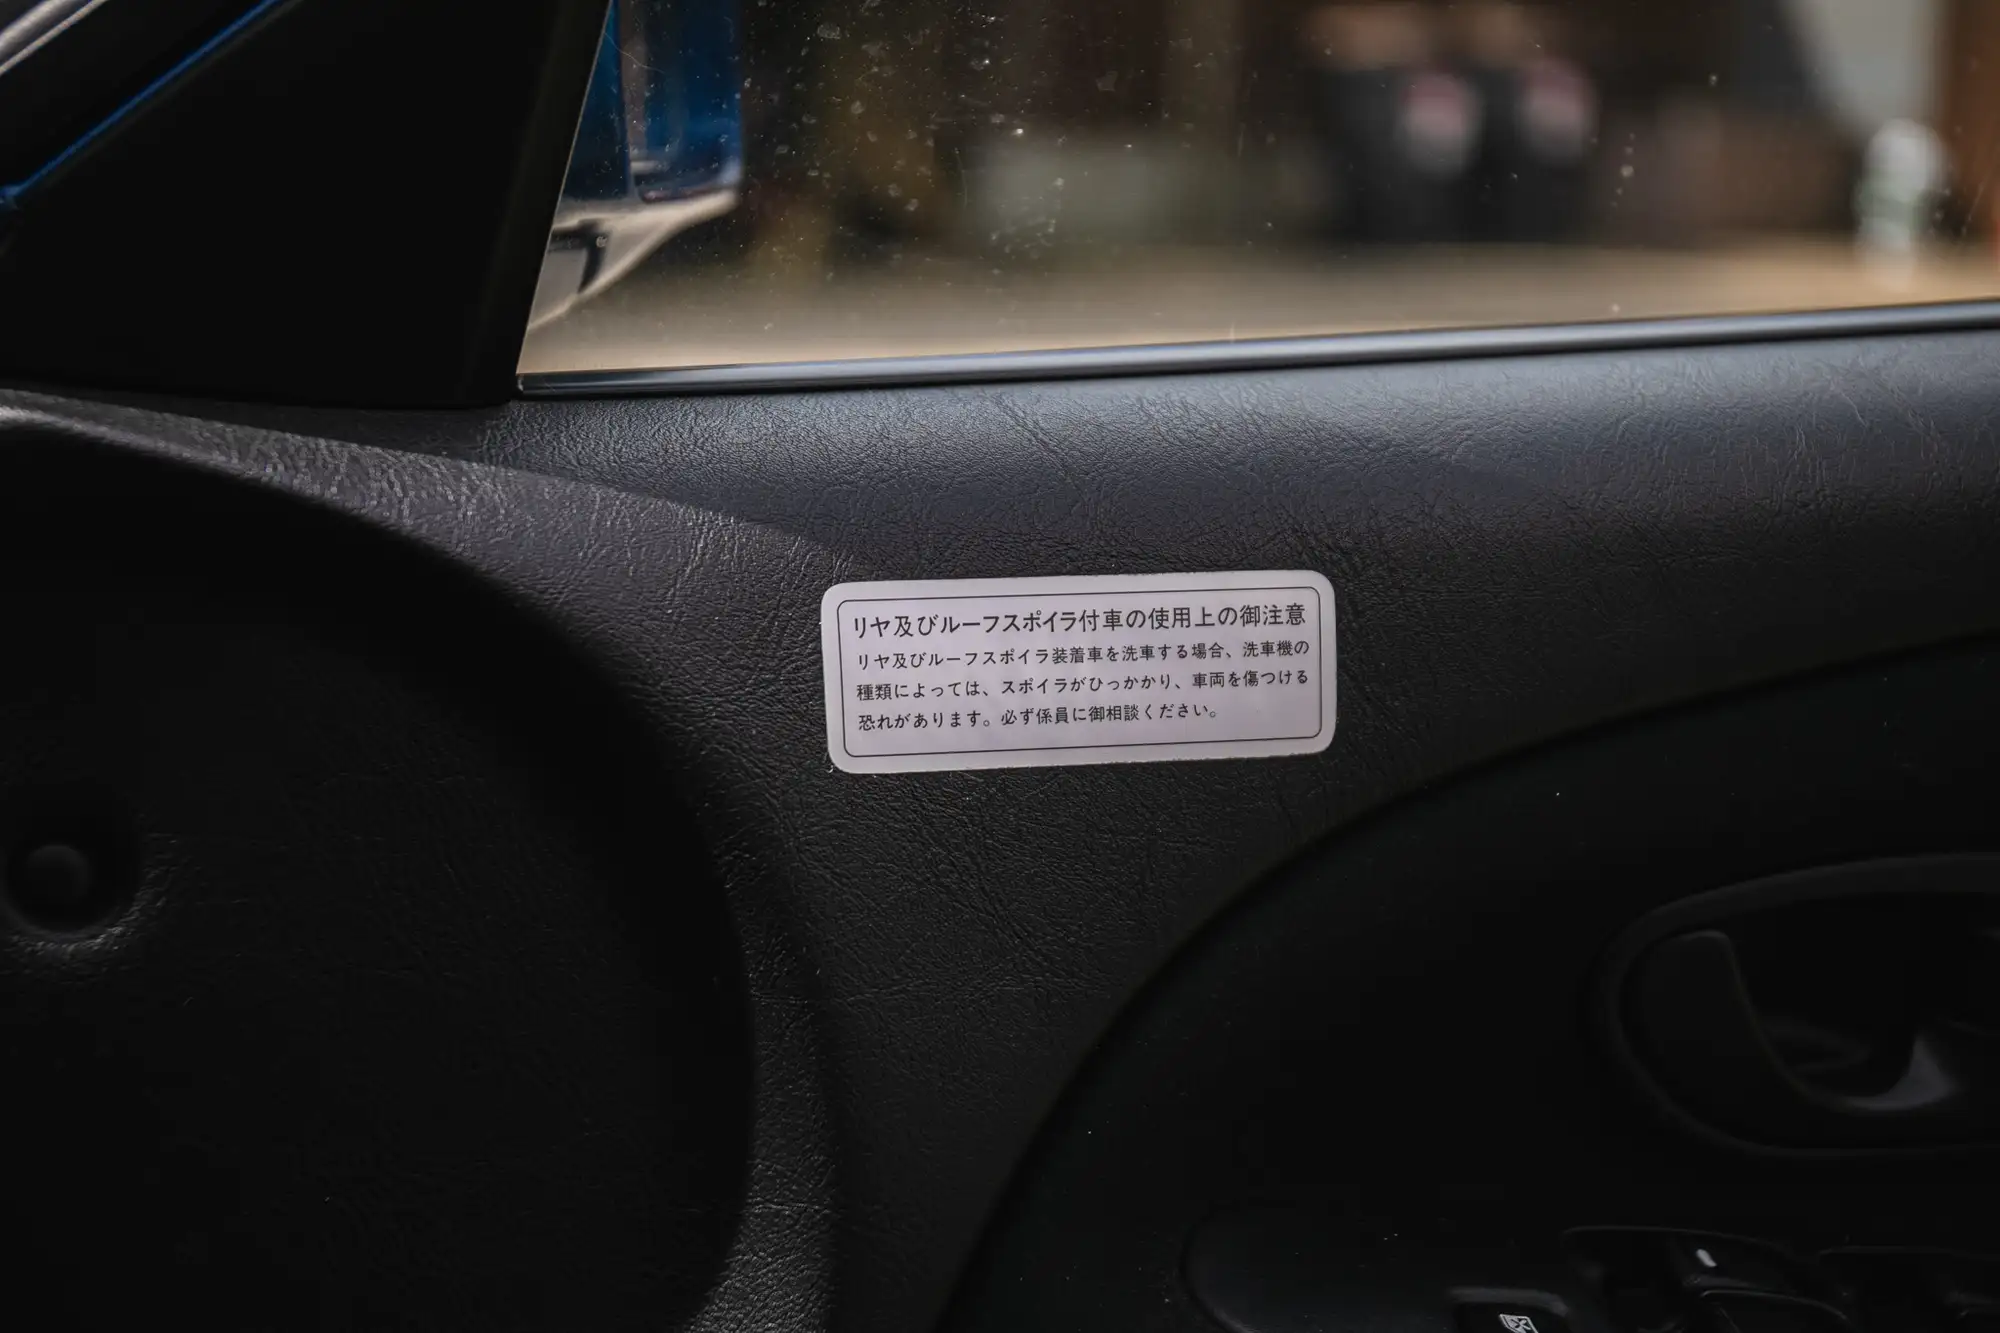 リヤ及びルーフスポイラ付車の使用上の御注意
リヤ及びルーフスポイラ装着車を洗車する場合、洗車機の
種類によっては、スポイラがひっかかり、車両を傷つける
恐れがあります。必ず係員に御相談ください。